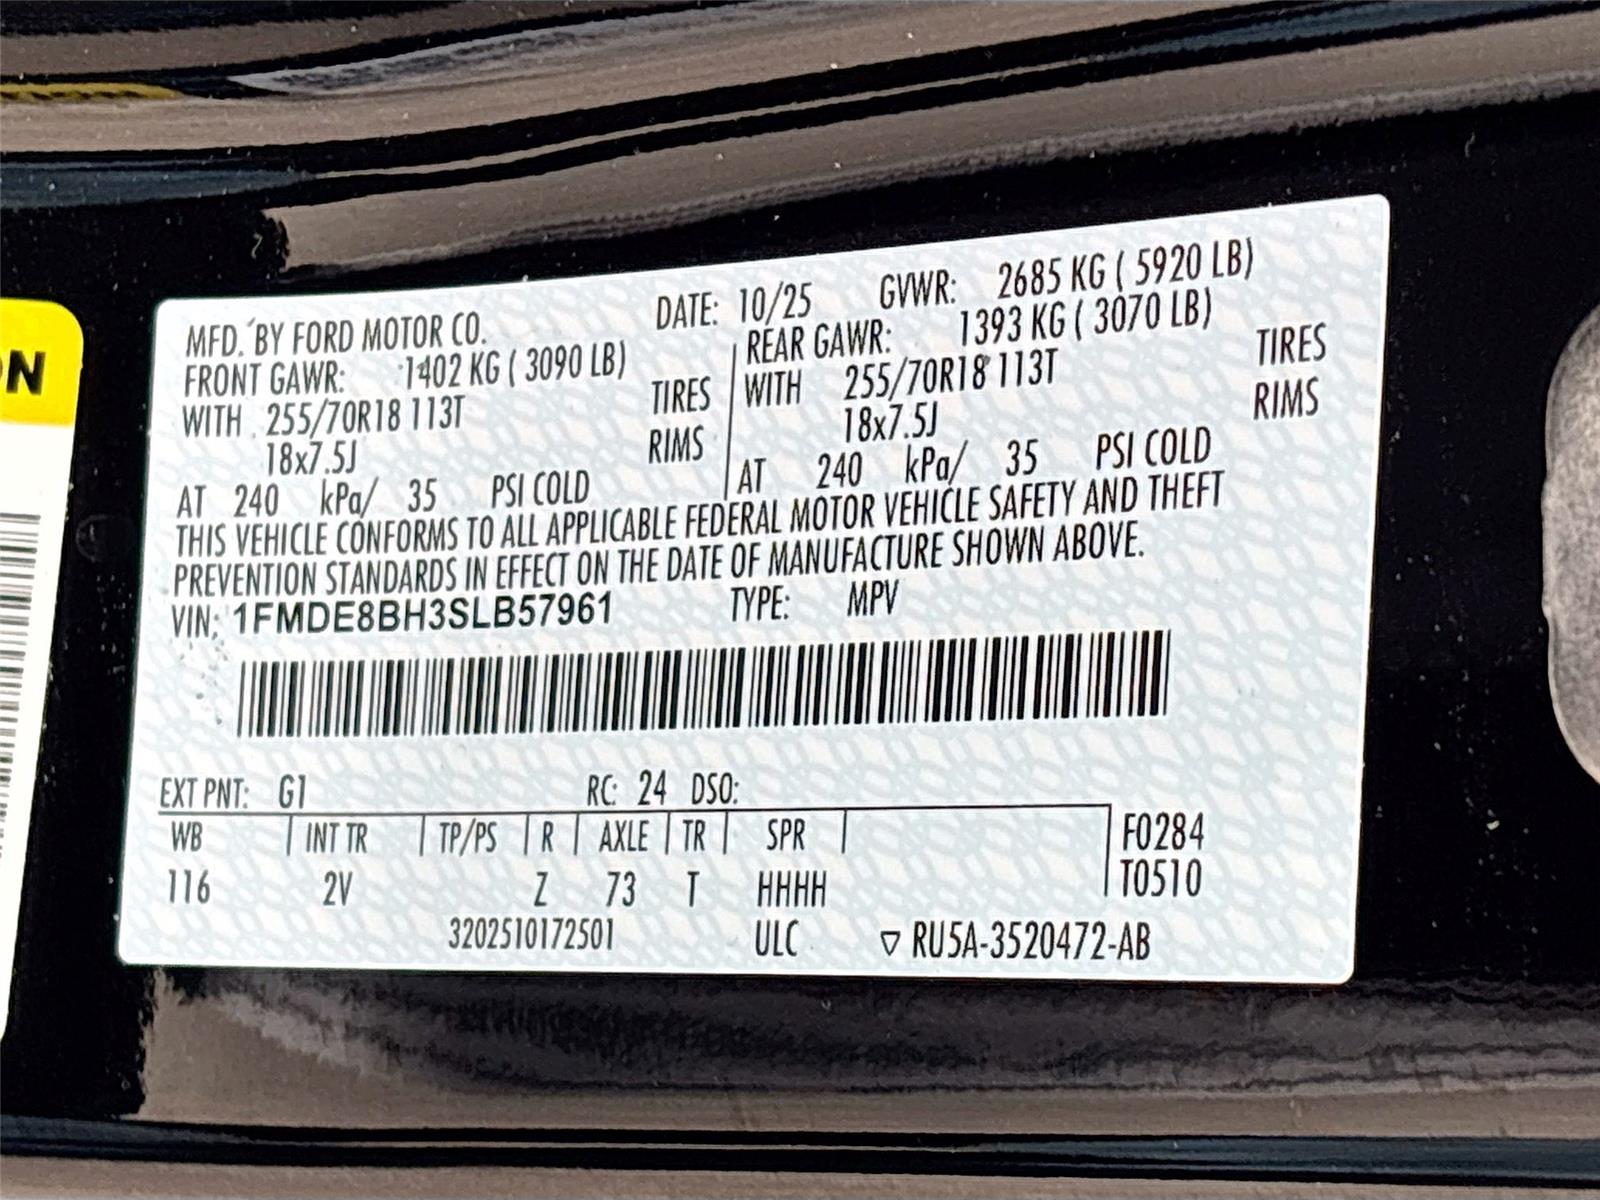 ON
MFD. BY FORD MOTOR CO. DATE: 10/25 GVWR: 2685 KG ( 5920 LB)
FRONT GAWR: 1402 KG ( 3090 LB) REAR GAWR: 1393 KG ( 3070 LB)
WITH 255/70R18 113T TIRES WITH 255/70R18 113T TIRES
18x7.5J RIMS 18x7.5J RIMS
AT 240 kPa/ 35 PSI COLD AT 240 kPa/ 35 PSI COLD
THIS VEHICLE CONFORMS TO ALL APPLICABLE FEDERAL MOTOR VEHICLE SAFETY AND THEFT
PREVENTION STANDARDS IN EFFECT ON THE DATE OF MANUFACTURE SHOWN ABOVE.
VIN: 1FMDE8BH3SLB57961 TYPE: MPV
EXT PNT: G1 RC: 24 DSO:
WB INT TR TP/PS R AXLE TR SPR F0284
116 2V Z 73 T HHHH T0510
3202510172501 ULC ▽ RU5A-3520472-AB